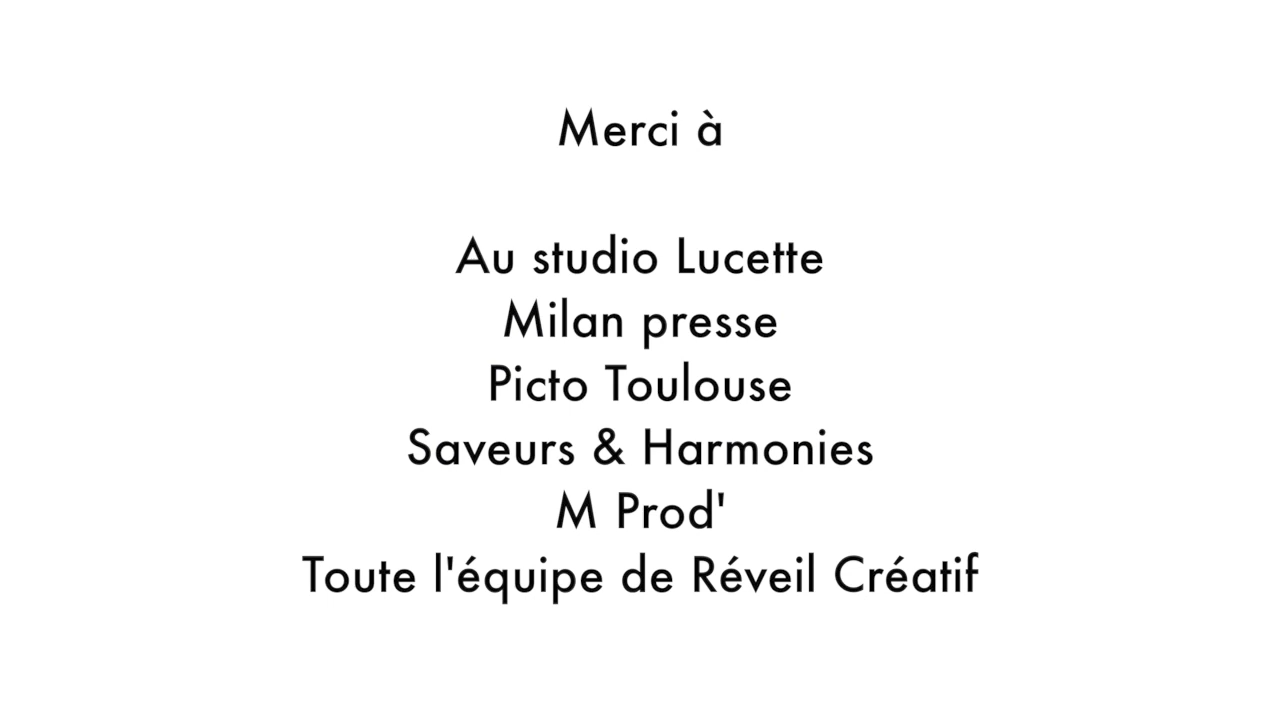 Merci à
Au studio Lucette
Milan presse
Picto Toulouse
Saveurs & Harmonies
M Prod'
Toute l'équipe de Réveil Créatif